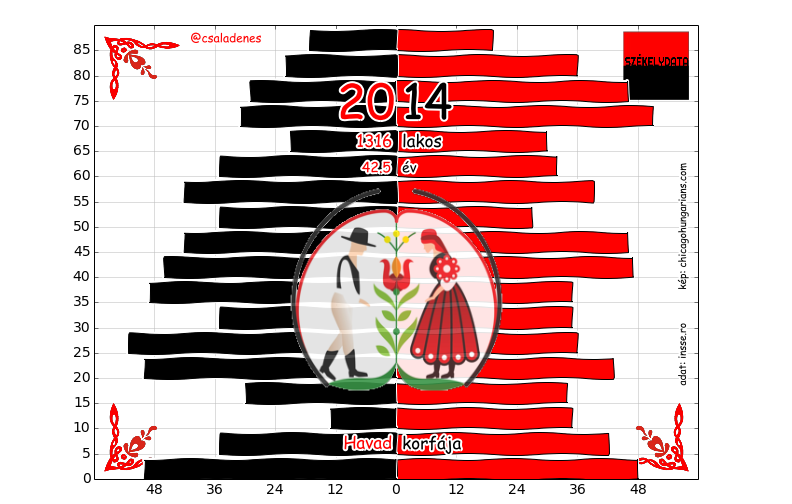 @csaladenes
SZÉKELYDATA
2014
1316 lakos
42.5 év
kép: chicagohungarians.com
adat: insse.ro
Havad korfája
85
80
75
70
65
60
55
50
45
40
35
30
25
20
15
10
5
0
48 36 24 12 0 12 24 36 48